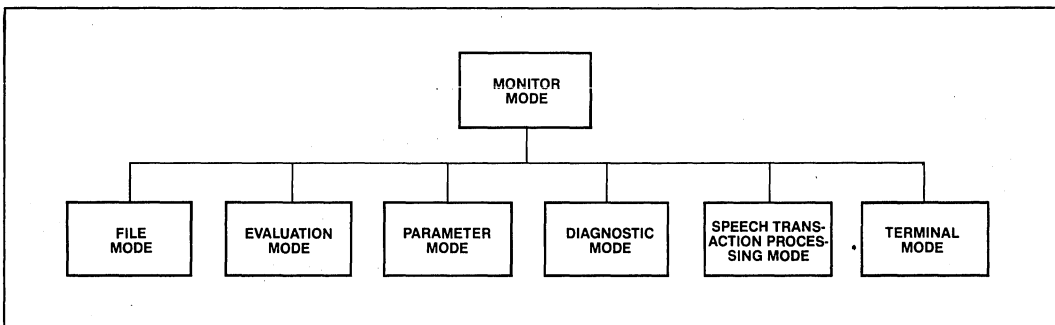 MONITOR
MODE
FILE
MODE
EVALUATION
MODE
PARAMETER
MODE
DIAGNOSTIC
MODE
SPEECH TRANS-
ACTION PROCES-
SING MODE
TERMINAL
MODE